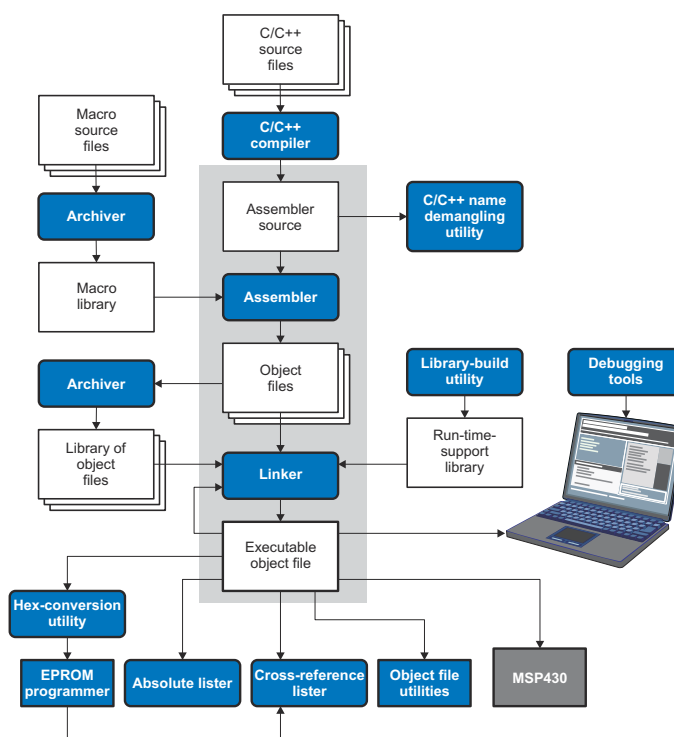 C/C++
source
files
Macro
source
files
C/C++
compiler
Archiver
Assembler
source
C/C++ name
demangling
utility
Macro
library
Assembler
Archiver
Object
files
Library-build
utility
Debugging
tools
Library of
object
files
Linker
Run-time-
support
library
Executable
object file
Hex-conversion
utility
EPROM
programmer
Absolute lister
Cross-reference
lister
Object file
utilities
MSP430